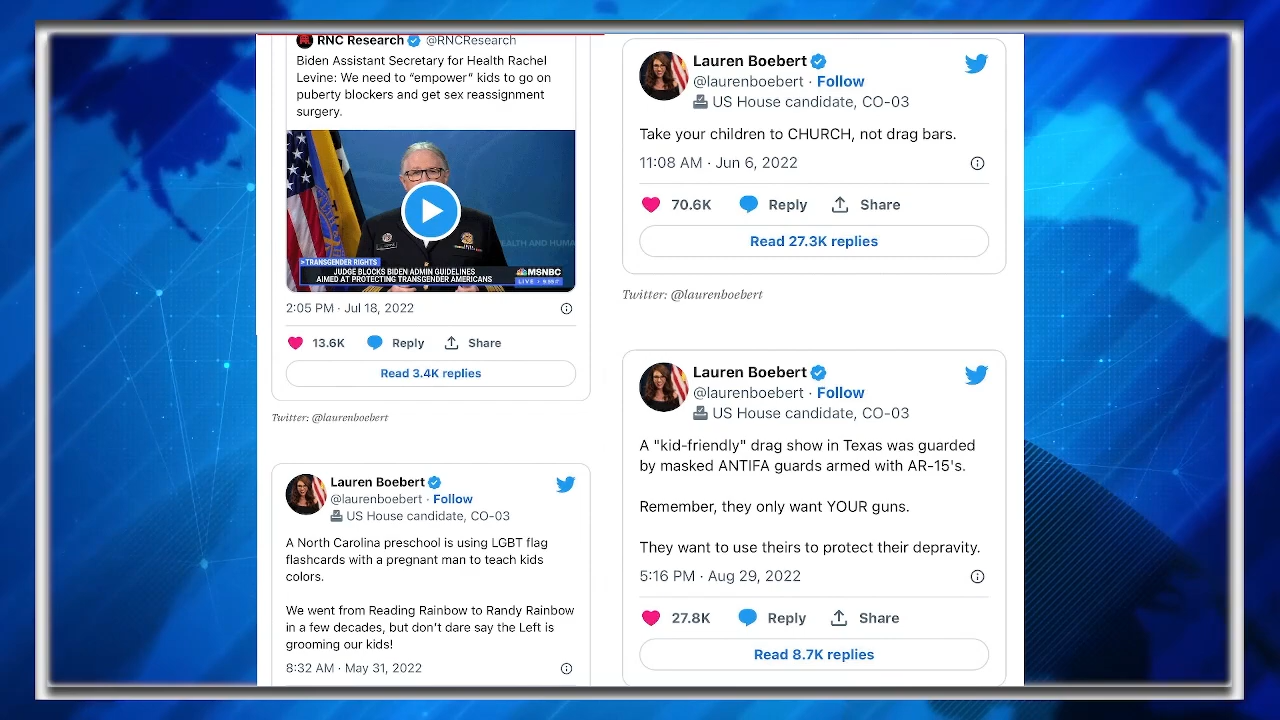 RNC Research @RNCResearch
Biden Assistant Secretary for Health Rachel
Levine: We need to “empower” kids to go on
puberty blockers and get sex reassignment
surgery.
EALTH AND HUMA
TRANSGENDER RIGHTS
JUDGE BLOCKS BIDEN ADMIN GUIDELINES
AIMED AT PROTECTING TRANSGENDER AMERICANS
MSNBC
LIVE
2:05 PM · Jul 18, 2022
13.6K Reply Share
Read 3.4K replies
Twitter: @laurenboebert
Lauren Boebert
@laurenboebert · Follow
US House candidate, CO-03
A North Carolina preschool is using LGBT flag
flashcards with a pregnant man to teach kids
colors.
We went from Reading Rainbow to Randy Rainbow
in a few decades, but don’t dare say the Left is
grooming our kids!
8:32 AM · May 31, 2022
Lauren Boebert
@laurenboebert · Follow
US House candidate, CO-03
Take your children to CHURCH, not drag bars.
11:08 AM · Jun 6, 2022
70.6K Reply Share
Read 27.3K replies
Twitter: @laurenboebert
Lauren Boebert
@laurenboebert · Follow
US House candidate, CO-03
A "kid-friendly" drag show in Texas was guarded
by masked ANTIFA guards armed with AR-15's.
Remember, they only want YOUR guns.
They want to use theirs to protect their depravity.
5:16 PM · Aug 29, 2022
27.8K Reply Share
Read 8.7K replies